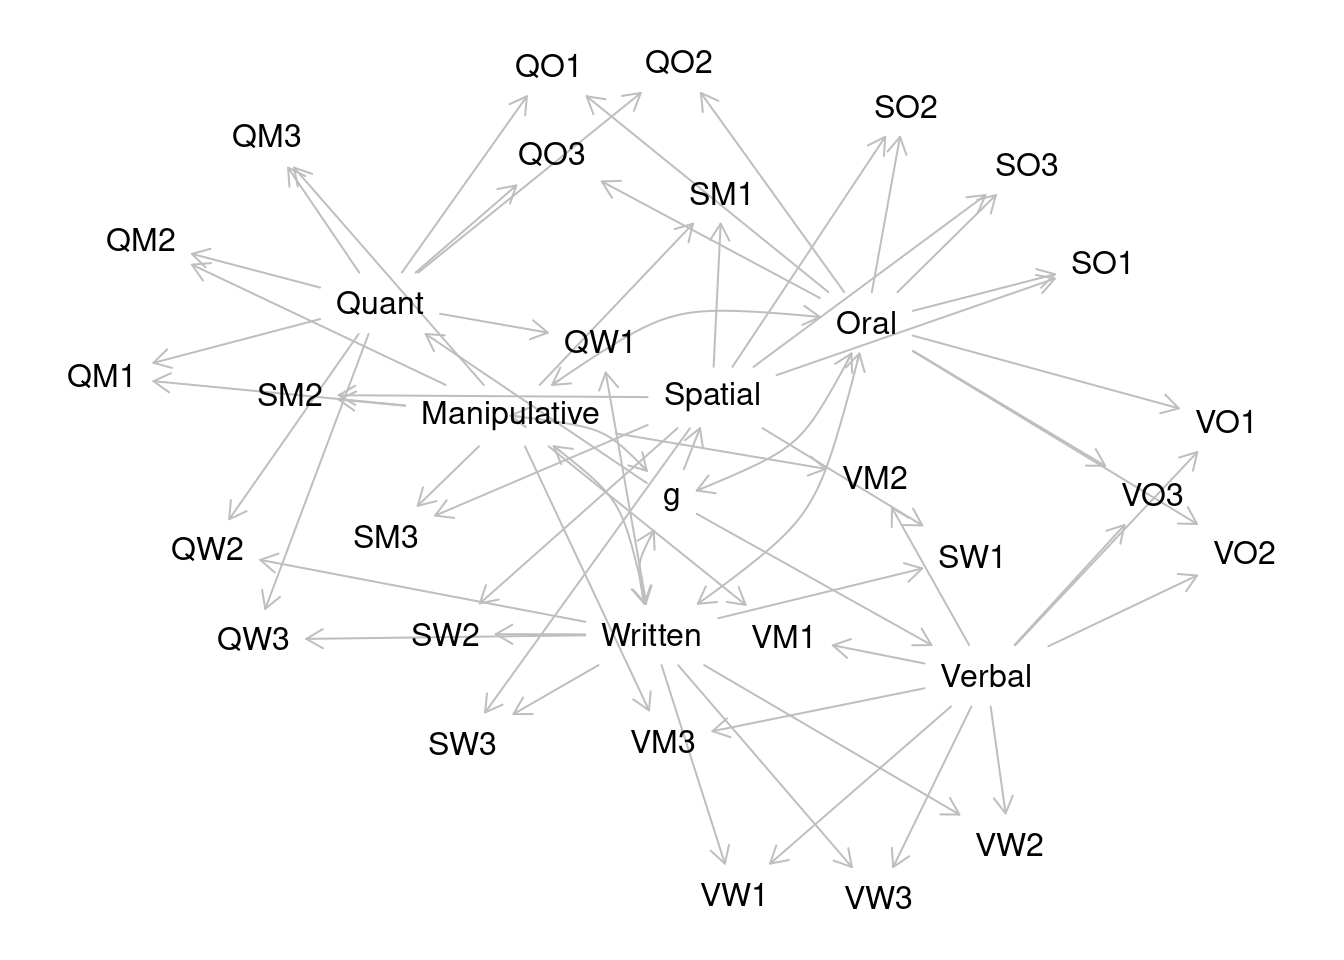 QO1
QO2
SO2
QM3
QO3
SO3
SM1
QM2
SO1
Quant
Oral
QW1
QM1
SM2
Spatial
Manipulative
VO1
VM2
g
VO3
SM3
QW2
VO2
SW1
SW2
Written
VM1
QW3
Verbal
SW3
VM3
VW2
VW1
VW3